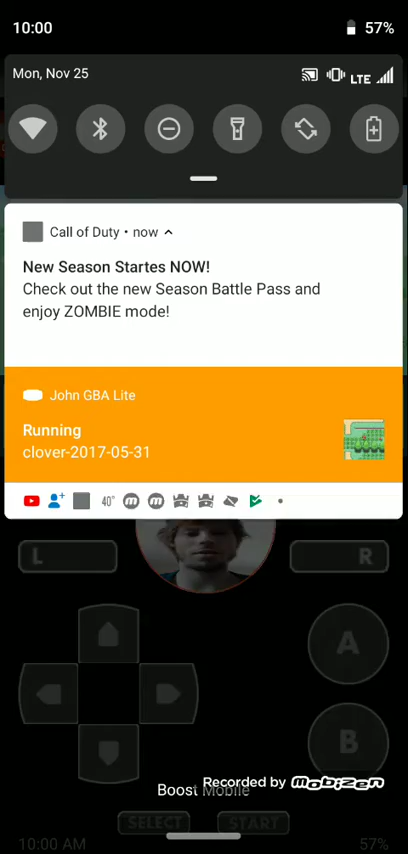 10:00
57%
Mon, Nov 25
LTE
Call of Duty • now
New Season Startes NOW!
Check out the new Season Battle Pass and
enjoy ZOMBIE mode!
John GBA Lite
Running
clover-2017-05-31
40°
L
R
A
B
Boost Mobile
Recorded by mobizen
SELECT
START
10:00 AM
57%